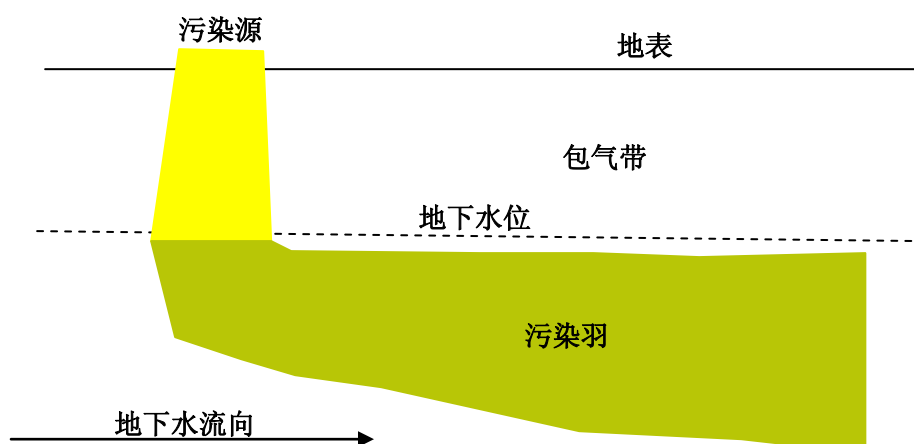 污染源
地表
包气带
地下水位
污染羽
地下水流向